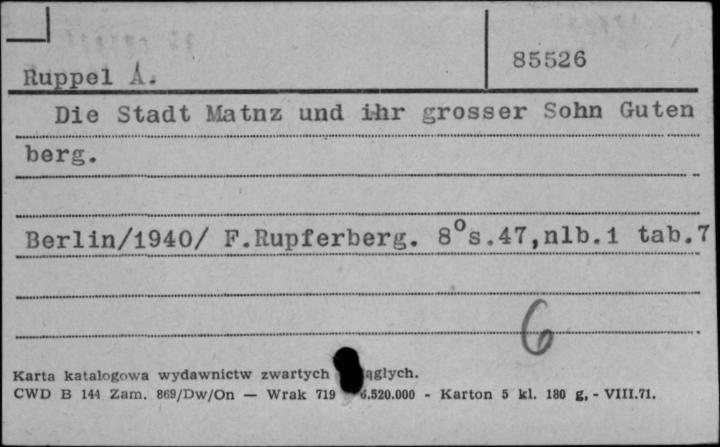 85526
Ruppel A.
Die Stadt Matnz und ihr grosser Sohn Guten
berg.
Berlin/1940/ F.Rupferberg. 8°s.47,nlb.1 tab.7
6
Karta katalogowa wydawnictw zwartych ągłych.
CWD B 144 Zam. 869/Dw/On — Wrak 719 6.520.000 - Karton 5 kl. 180 g, - VIII.71.